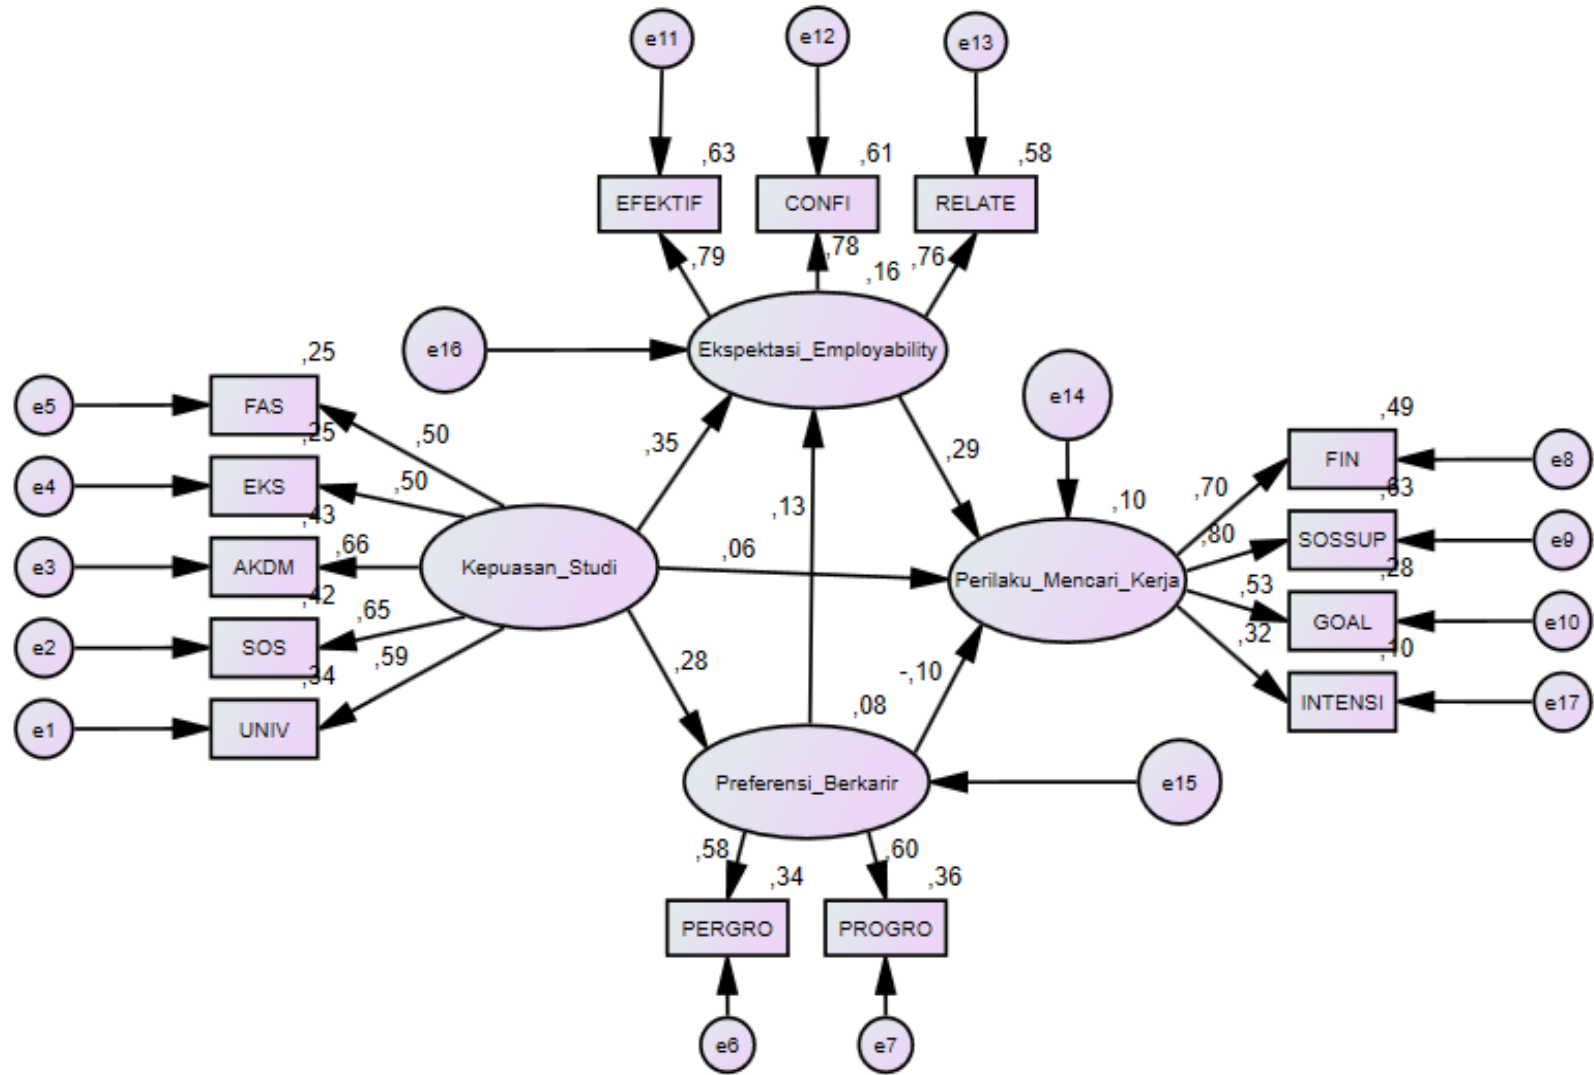 e11
e12
e13
,63
,61
,58
EFEKTIF
CONFI
RELATE
,79
,78
,76
,16
e16
Ekspektasi_Employability
,25
e5
FAS
,50
,25
e4
EKS
,50
,43
e3
AKDM
,66
,42
e2
SOS
,65
,34
e1
UNIV
,59
Kepuasan_Studi
,35
,06
,28
,13
,29
-,10
e14
,10
Perilaku_Mencari_Kerja
,49
,70
FIN
e8
,63
,80
SOSSUP
e9
,28
,53
GOAL
e10
,10
,32
INTENSI
e17
,08
Preferensi_Berkarir
e15
,58
,60
,34
,36
PERGRO
PROGRO
e6
e7